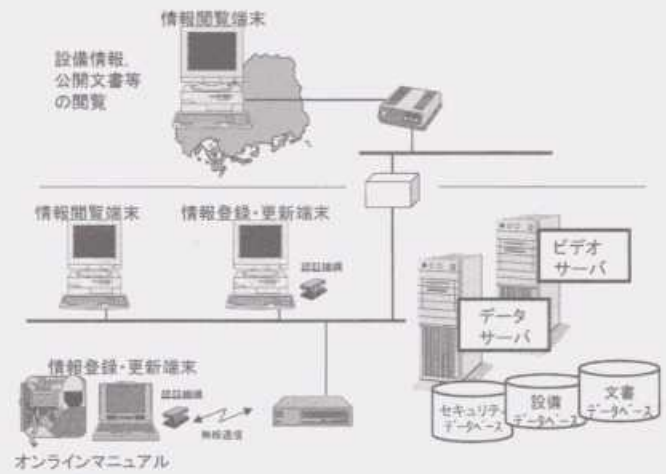 情報閲覧端末
設備情報,
公開文書等
の閲覧
情報閲覧端末
情報登録・更新端末
認証機構
ビデオ
サーバ
データ
サーバ
情報登録・更新端末
認証機構
無線通信
オンラインマニュアル
セキュリティ
データベース
設備
データベース
文書
データベース